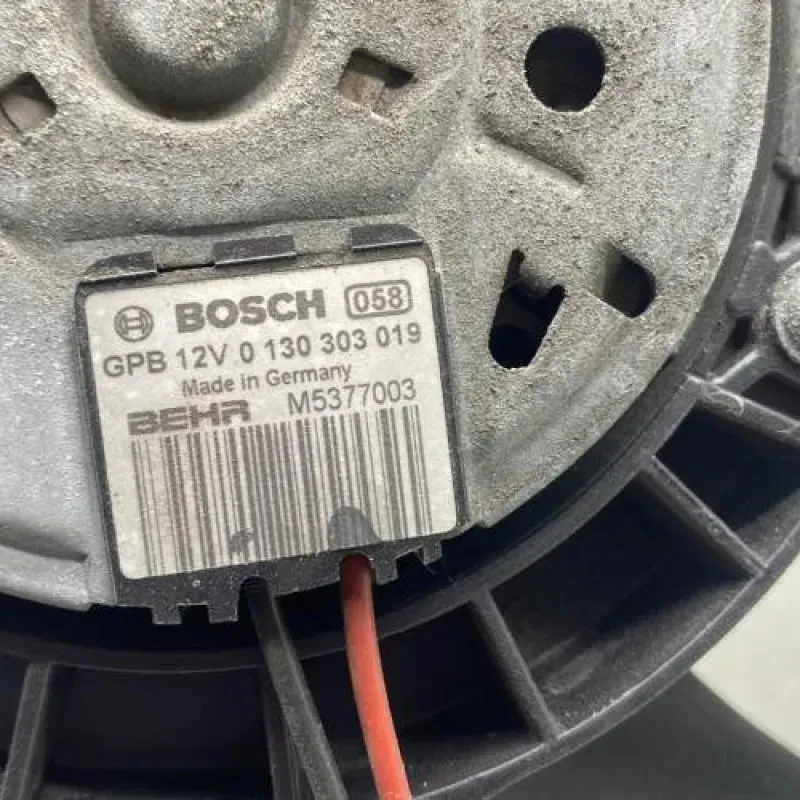 BOSCH 058
GPB 12V 0 130 303 019
Made in Germany
BEHR M5377003